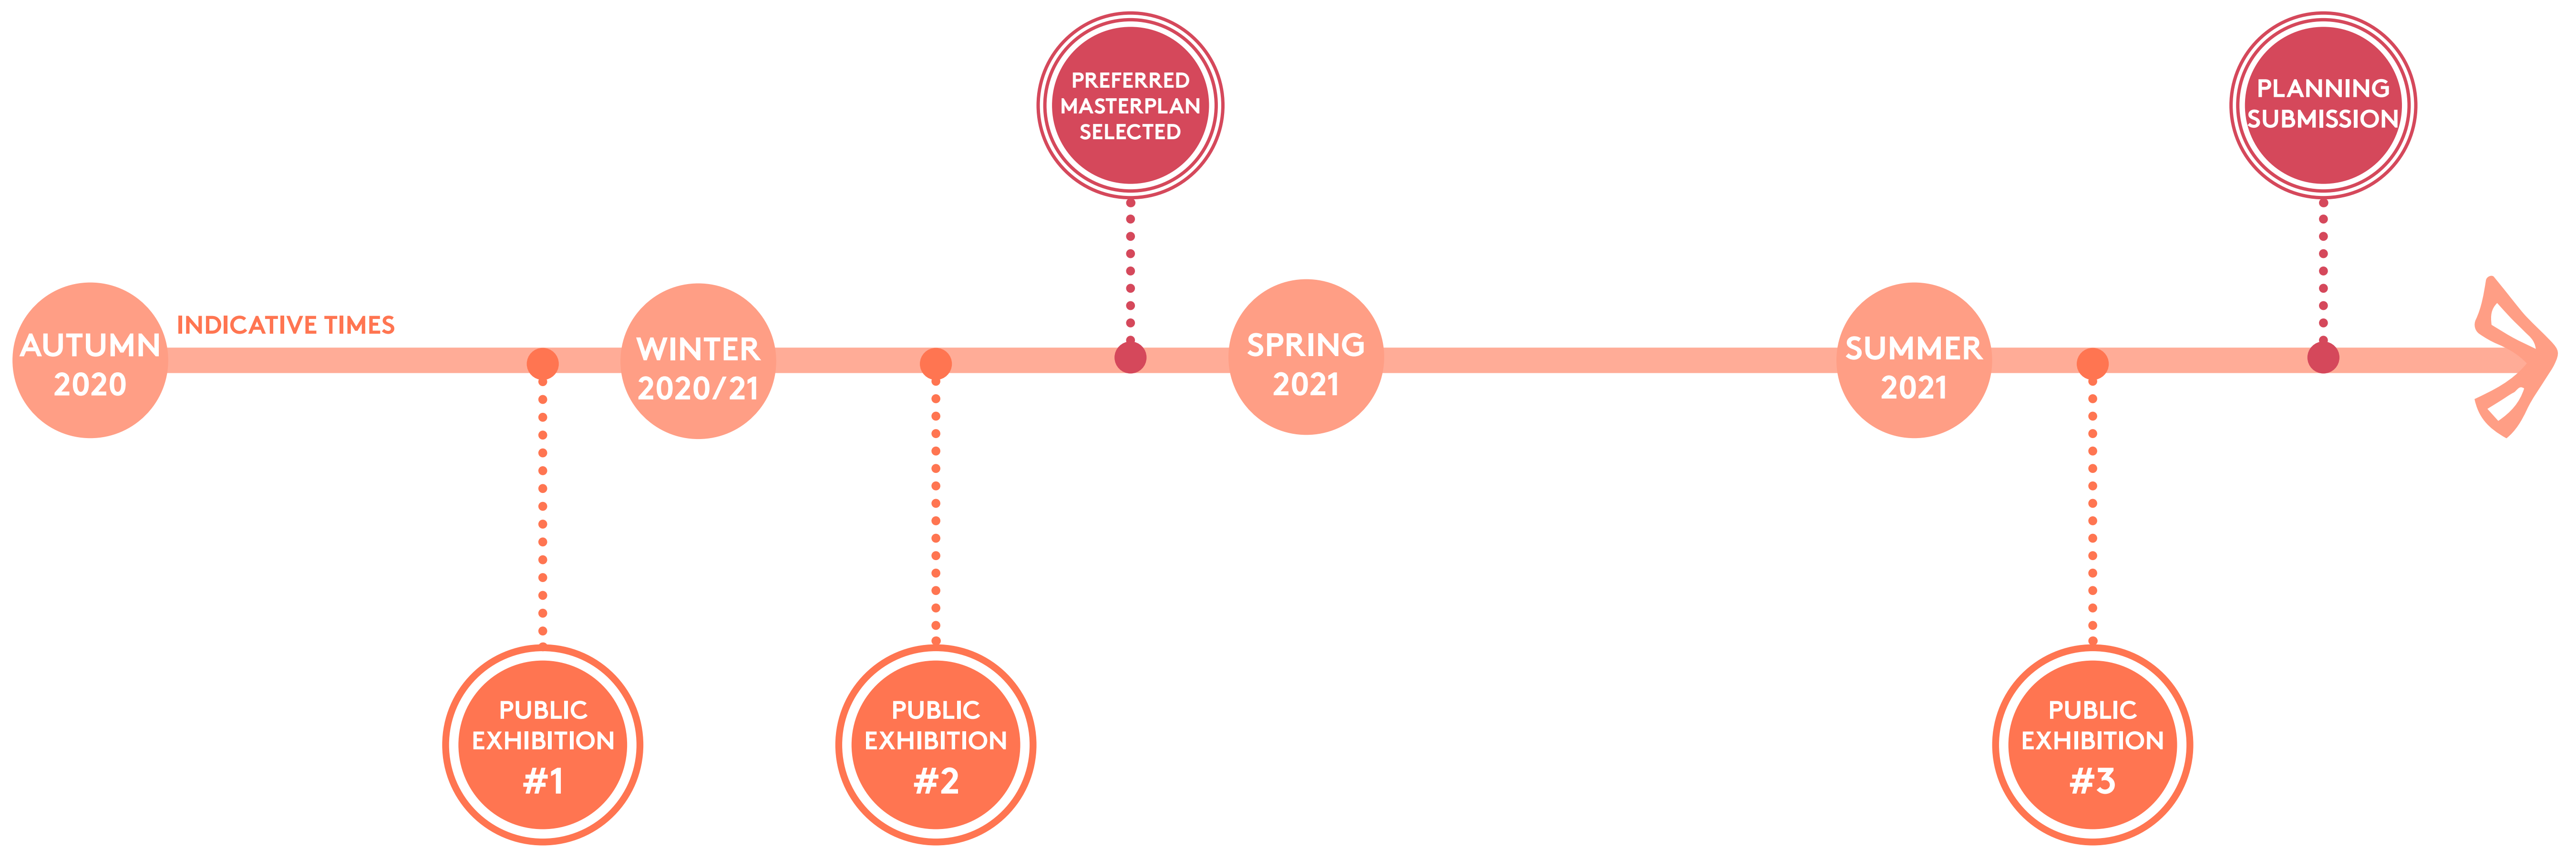 PREFERRED
MASTERPLAN
SELECTED
PLANNING
SUBMISSION
AUTUMN
2020
INDICATIVE TIMES
WINTER
2020/21
SPRING
2021
SUMMER
2021
PUBLIC
EXHIBITION
#1
PUBLIC
EXHIBITION
#2
PUBLIC
EXHIBITION
#3